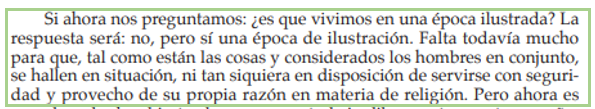 Si ahora nos preguntamos: ¿es que vivimos en una época ilustrada? La
respuesta será: no, pero sí una época de ilustración. Falta todavía mucho
para que, tal como están las cosas y considerados los hombres en conjunto,
se hallen en situación, ni tan siquiera en disposición de servirse con seguri-
dad y provecho de su propia razón en materia de religión. Pero ahora es